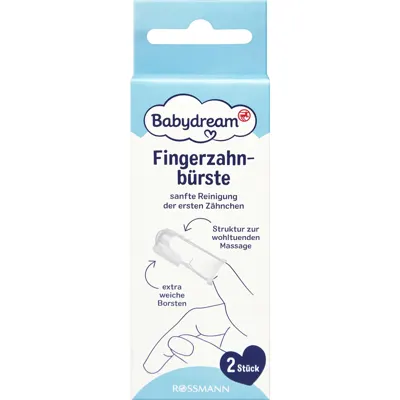 Babydream
Fingerzahn-
bürste
sanfte Reinigung
der ersten Zähnchen
Struktur zur
wohltuenden
Massage
extra
weiche
Borsten
2 Stück
ROSSMANN